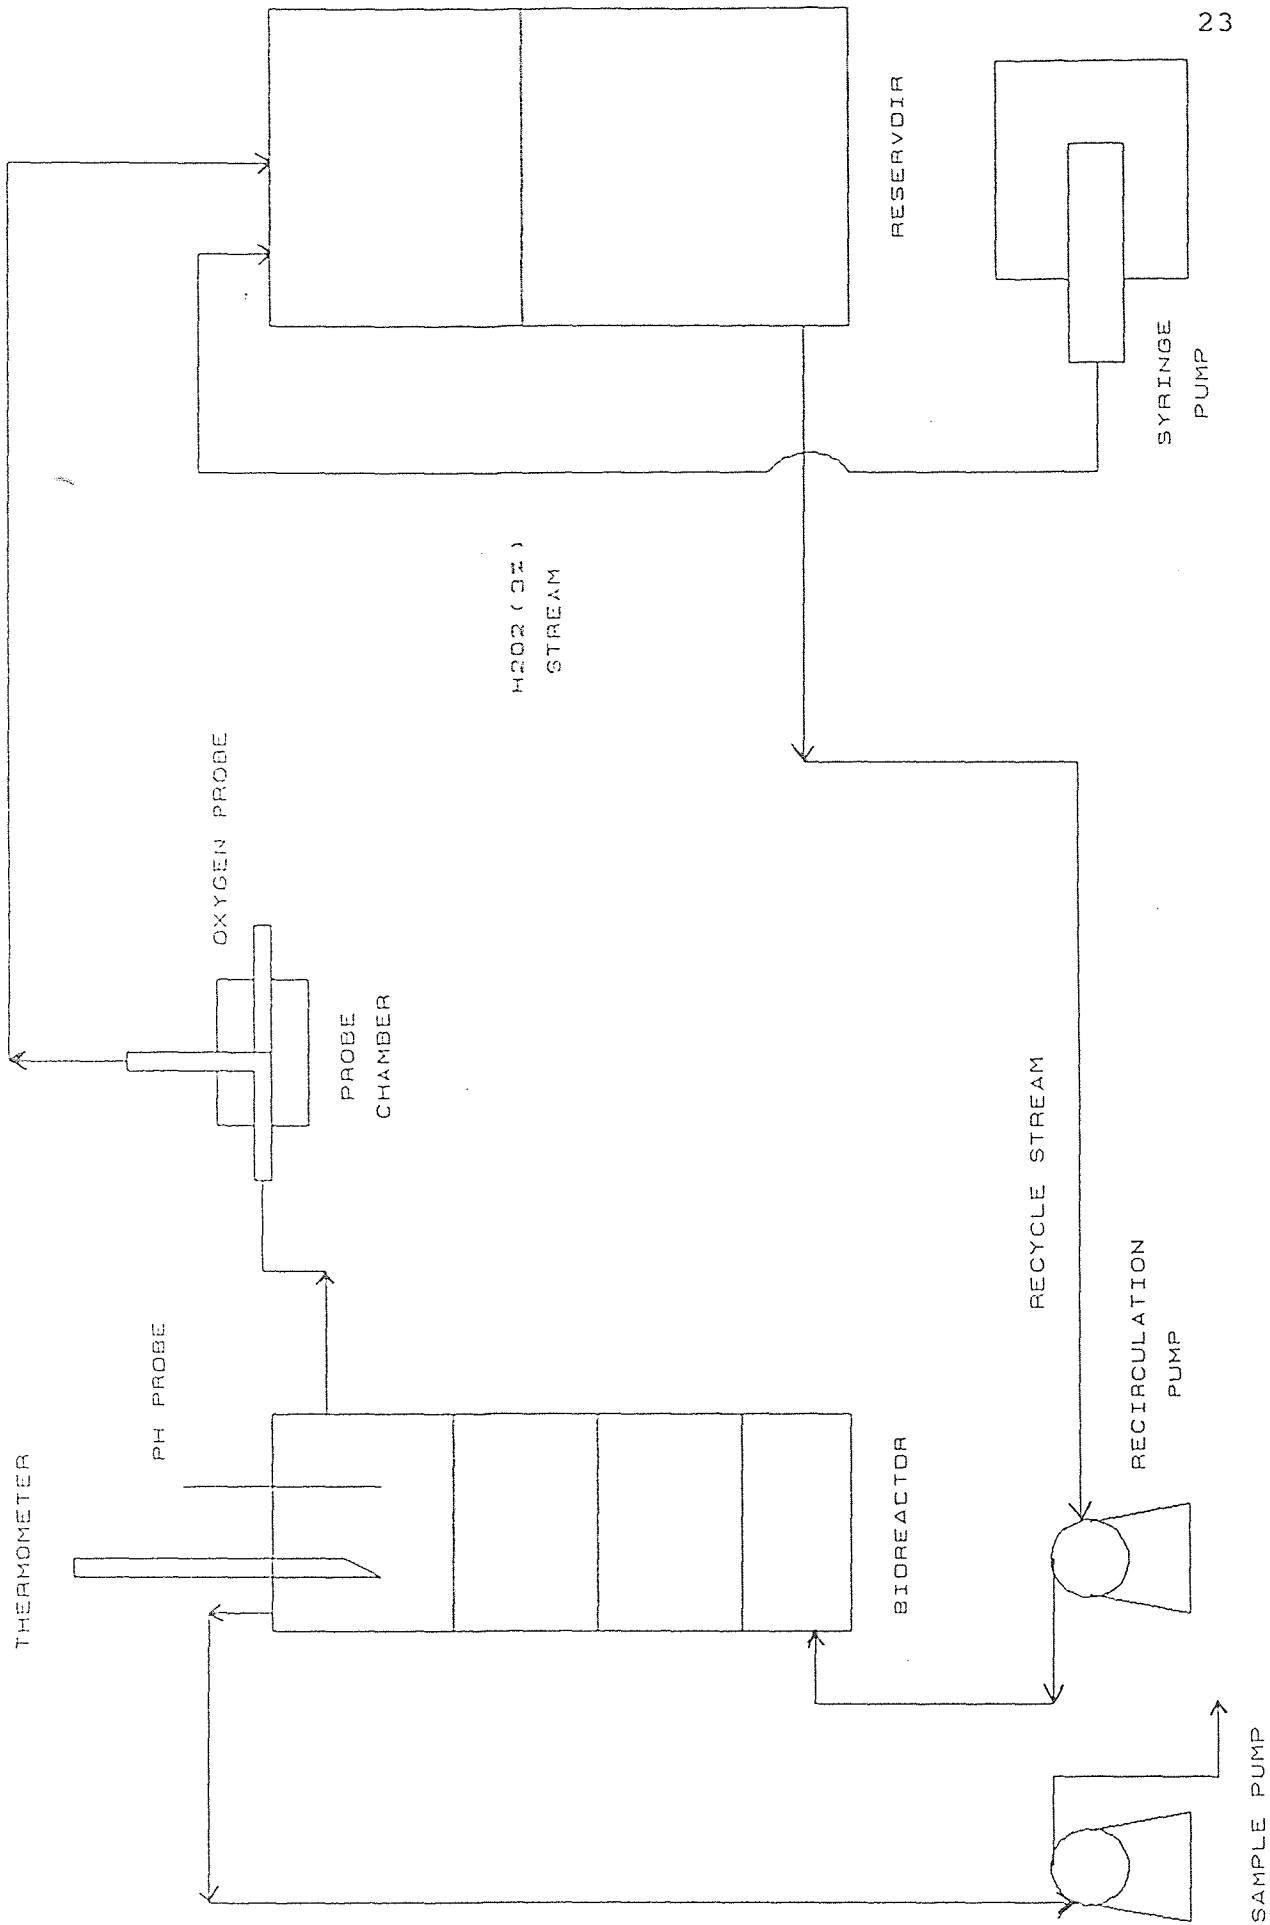 23
THERMOMETER
PH PROBE
OXYGEN PROBE
PROBE
CHAMBER
H2O2(3%)
STREAM
BIOREACTOR
RESERVOIR
RECYCLE STREAM
RECIRCULATION
PUMP
SYRINGE
PUMP
SAMPLE PUMP